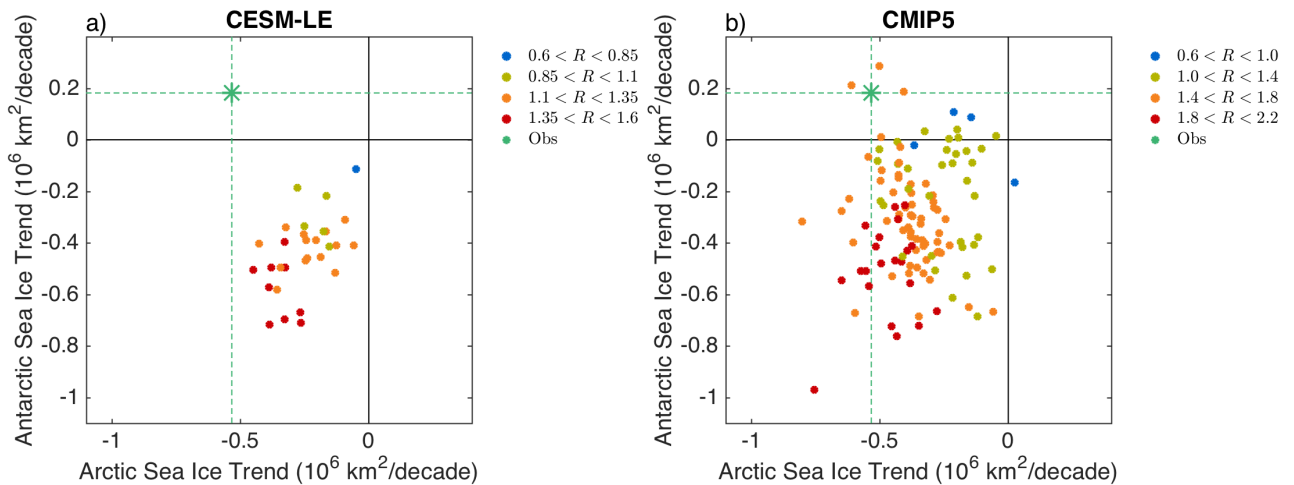 a) CESM-LE
Antarctic Sea Ice Trend (10⁶ km²/decade)
0.2
0
-0.2
-0.4
-0.6
-0.8
-1
-1 -0.5 0
Arctic Sea Ice Trend (10⁶ km²/decade)
0.6 < R < 0.85
0.85 < R < 1.1
1.1 < R < 1.35
1.35 < R < 1.6
Obs
b) CMIP5
Antarctic Sea Ice Trend (10⁶ km²/decade)
0.2
0
-0.2
-0.4
-0.6
-0.8
-1
-1 -0.5 0
Arctic Sea Ice Trend (10⁶ km²/decade)
0.6 < R < 1.0
1.0 < R < 1.4
1.4 < R < 1.8
1.8 < R < 2.2
Obs